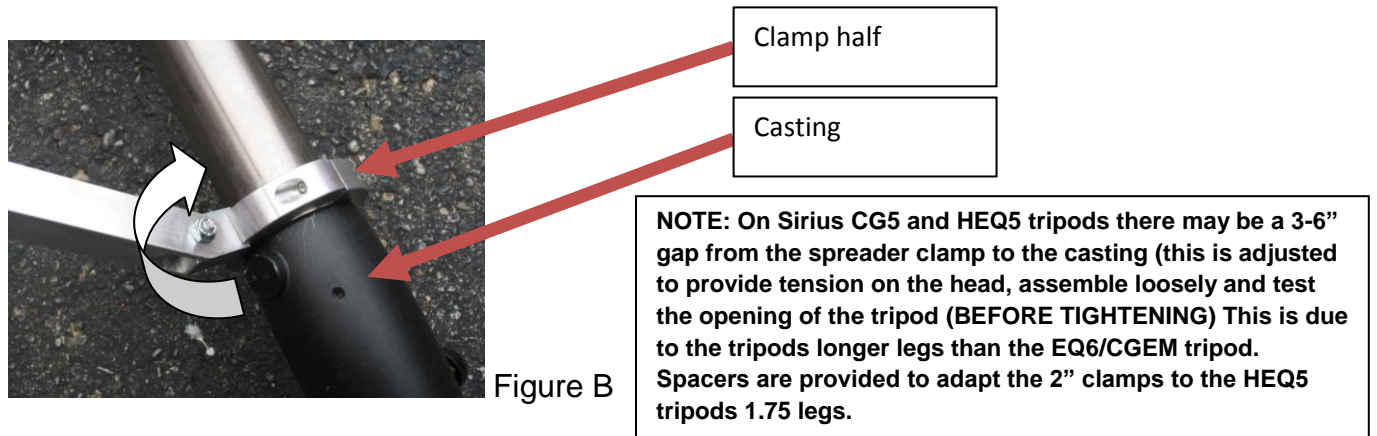 Clamp half
Casting
NOTE: On Sirius CG5 and HEQ5 tripods there may be a 3-6”
gap from the spreader clamp to the casting (this is adjusted
to provide tension on the head, assemble loosely and test
the opening of the tripod (BEFORE TIGHTENING) This is due
to the tripods longer legs than the EQ6/CGEM tripod.
Spacers are provided to adapt the 2” clamps to the HEQ5
tripods 1.75 legs.
Figure B